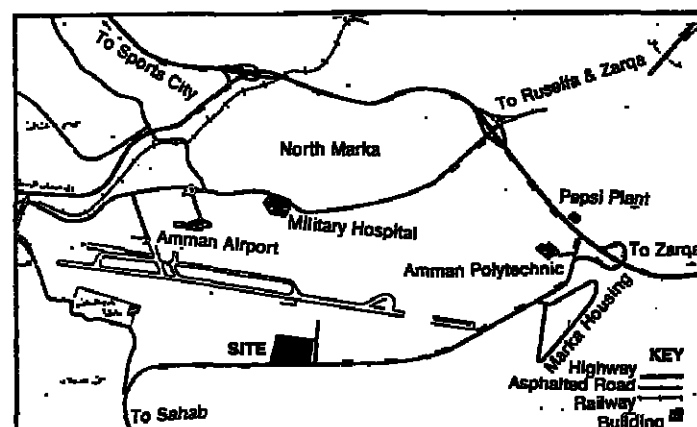 To Sports City
To Ruseifa & Zarqa
North Marka
Pepsi Plant
Military Hospital
Amman Airport
To Zarqa
Amman Polytechnic
Marka Housing
SITE
KEY
Highway
Asphalted Road
Railway
Building
To Sahab